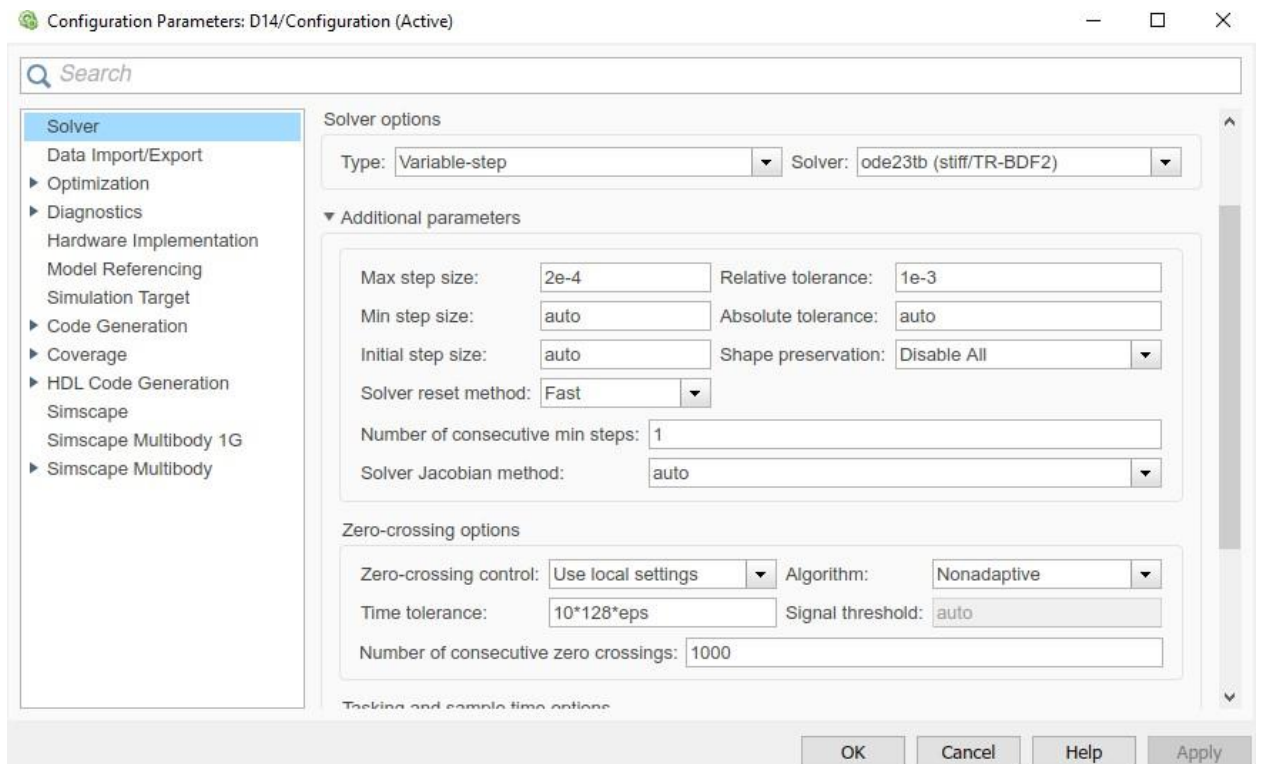 Configuration Parameters: D14/Configuration (Active)
Search
Solver
Data Import/Export
Optimization
Diagnostics
Hardware Implementation
Model Referencing
Simulation Target
Code Generation
Coverage
HDL Code Generation
Simscape
Simscape Multibody 1G
Simscape Multibody
Solver options
Type: Variable-step Solver: ode23tb (stiff/TR-BDF2)
Additional parameters
Max step size: 2e-4 Relative tolerance: 1e-3
Min step size: auto Absolute tolerance: auto
Initial step size: auto Shape preservation: Disable All
Solver reset method: Fast
Number of consecutive min steps: 1
Solver Jacobian method: auto
Zero-crossing options
Zero-crossing control: Use local settings Algorithm: Nonadaptive
Time tolerance: 10*128*eps Signal threshold: auto
Number of consecutive zero crossings: 1000
Tasking and sample time options
OK Cancel Help Apply